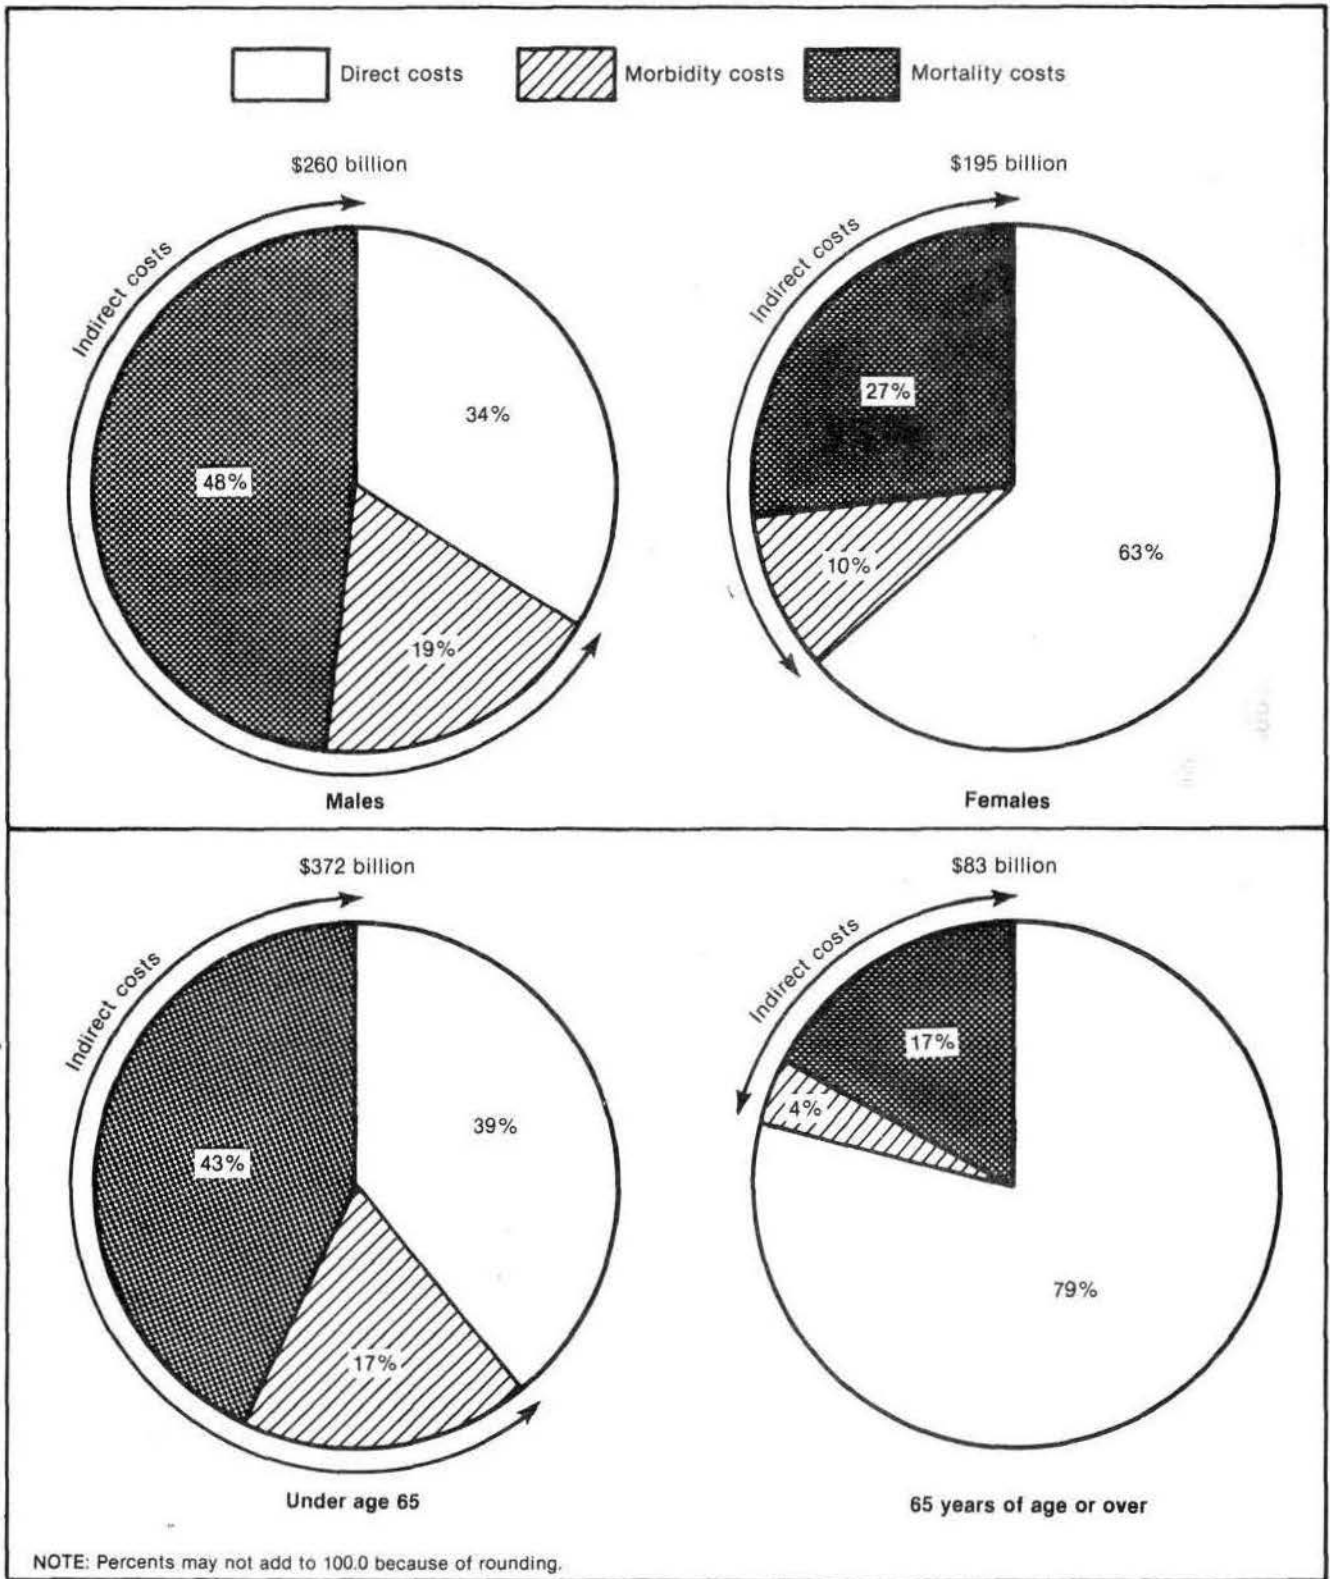 Direct costs
Morbidity costs
Mortality costs
$260 billion
Indirect costs
34%
48%
19%
Males
$195 billion
Indirect costs
27%
10%
63%
Females
$372 billion
Indirect costs
39%
43%
17%
Under age 65
$83 billion
Indirect costs
17%
4%
79%
65 years of age or over
NOTE: Percents may not add to 100.0 because of rounding.